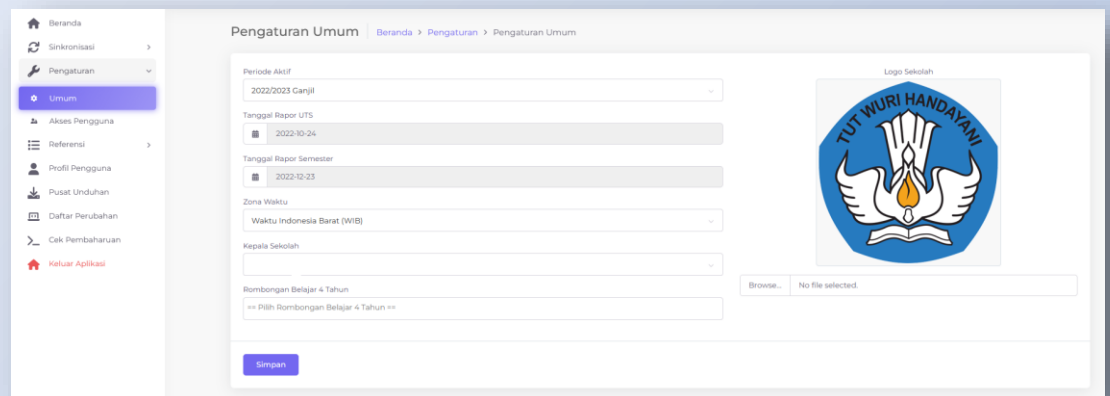 Beranda
Sinkronisasi
Pengaturan
Umum
Akses Pengguna
Referensi
Profil Pengguna
Pusat Unduhan
Daftar Perubahan
Cek Pembaharuan
Keluar Aplikasi
Pengaturan Umum Beranda > Pengaturan > Pengaturan Umum
Periode Aktif
2022/2023 Ganjil
Tanggal Rapor UTS
2022-10-24
Tanggal Rapor Semester
2022-12-23
Zona Waktu
Waktu Indonesia Barat (WIB)
Kepala Sekolah
Rombongan Belajar 4 Tahun
== Pilih Rombongan Belajar 4 Tahun ==
Simpan
Logo Sekolah
TUT WURI HANDAYANI
Browse... No file selected.